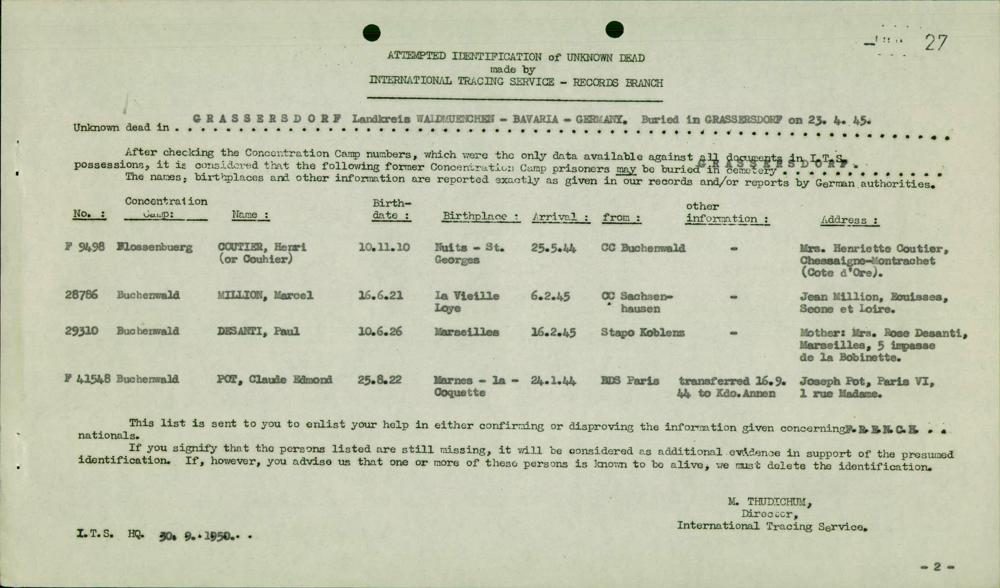 27
ATTEMPTED IDENTIFICATION of UNKNOWN DEAD
made by
INTERNATIONAL TRACING SERVICE - RECORDS BRANCH
Unknown dead in . . GRASSERSDORF Landkreis WALDMUENCHEN - BAVARIA - GERMANY. Buried in GRASSERSDORF on 23. 4. 45.
After checking the Concentration Camp numbers, which were the only data available against all documents in I.T.S.
possessions, it is considered that the following former Concentration Camp prisoners may be buried in cemetery GRASSERSDORF.
The names, birthplaces and other information are reported exactly as given in our records and/or reports by German authorities.
No. : Concentration Camp: Name : Birth-date : Birthplace : Arrival : from : other information : Address :
F 9498 Flossenbuerg COUTIER, Henri 10.11.10 Nuits - St. 25.5.44 CC Buchenwald - Mrs. Henriette Coutier,
(or Couhier) Georges Chessaigne-Montrachet
(Cote d'Ore).
28786 Buchenwald MILLION, Marcel 16.6.21 La Vieille 6.2.45 CC Sachsen- - Jean Million, Rouisses,
Loye hausen Seone et Loire.
29310 Buchenwald DESANTI, Paul 10.6.26 Marseilles 16.2.45 Stapo Koblenz - Mother: Mrs. Rose Desanti,
Marseilles, 5 impasse
de la Bobinette.
F 41548 Buchenwald POT, Claude Edmond 25.8.22 Marnes - la - 24.1.44 BDS Paris transferred 16.9. Joseph Pot, Paris VI,
Coquette 44 to Kdo.Annen 1 rue Madame.
This list is sent to you to enlist your help in either confirming or disproving the information given concerning FRENCH . .
nationals.
If you signify that the persons listed are still missing, it will be considered as additional evidence in support of the presumed
identification. If, however, you advise us that one or more of these persons is known to be alive, we must delete the identification.
M. THUDICHUM,
Director,
International Tracing Service.
I.T.S. HQ. 30. 9. 1950. .
- 2 -